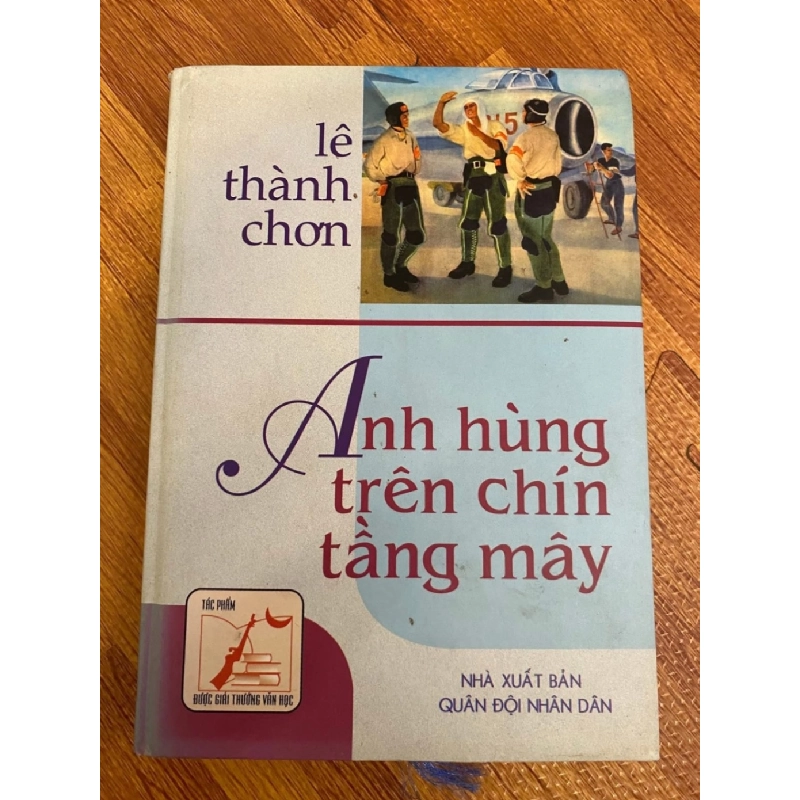 lê
thành
chơn
Anh hùng
trên chín
tầng mây
TÁC PHẨM
ĐƯỢC GIẢI THƯỞNG VĂN HỌC
NHÀ XUẤT BẢN
QUÂN ĐỘI NHÂN DÂN